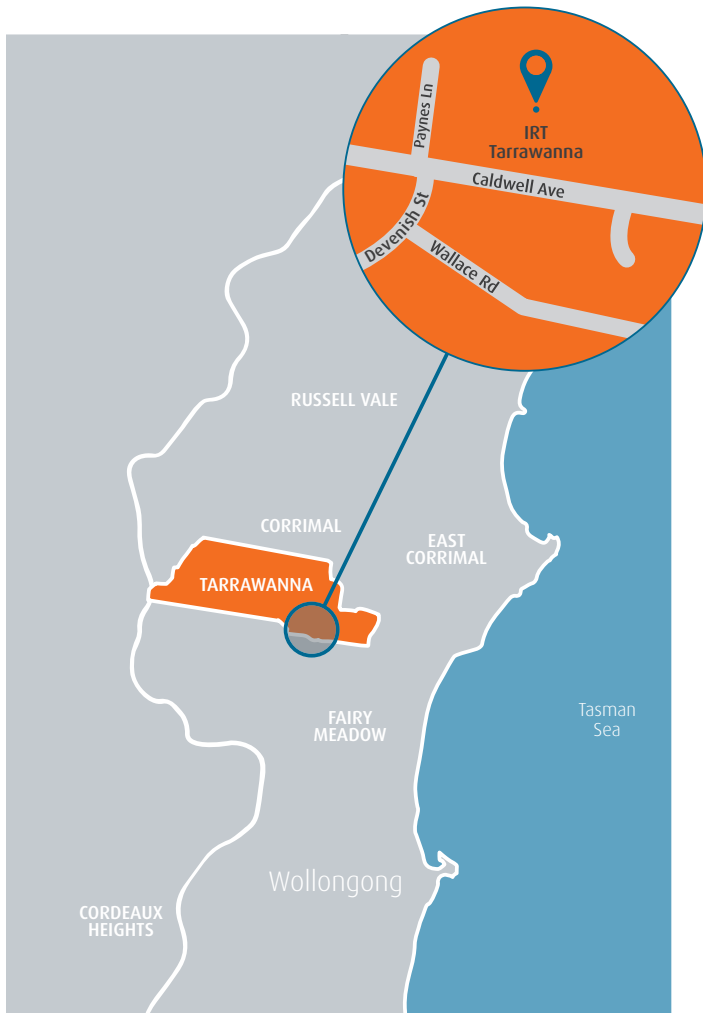 Paynes Ln
IRT
Tarrawanna
Caldwell Ave
Devenish St
Wallace Rd
RUSSELL VALE
CORRIMAL
EAST
CORRIMAL
TARRAWANNA
FAIRY
MEADOW
Tasman
Sea
Wollongong
CORDEAUX
HEIGHTS